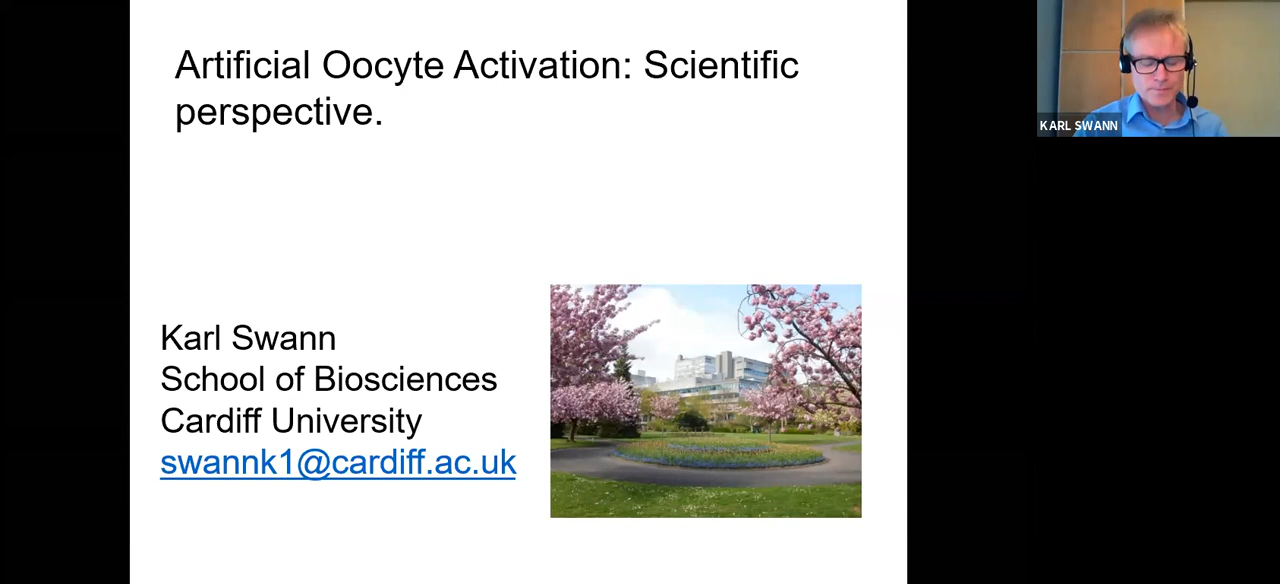 Artificial Oocyte Activation: Scientific
perspective.
Karl Swann
School of Biosciences
Cardiff University
swannk1@cardiff.ac.uk
KARL SWANN